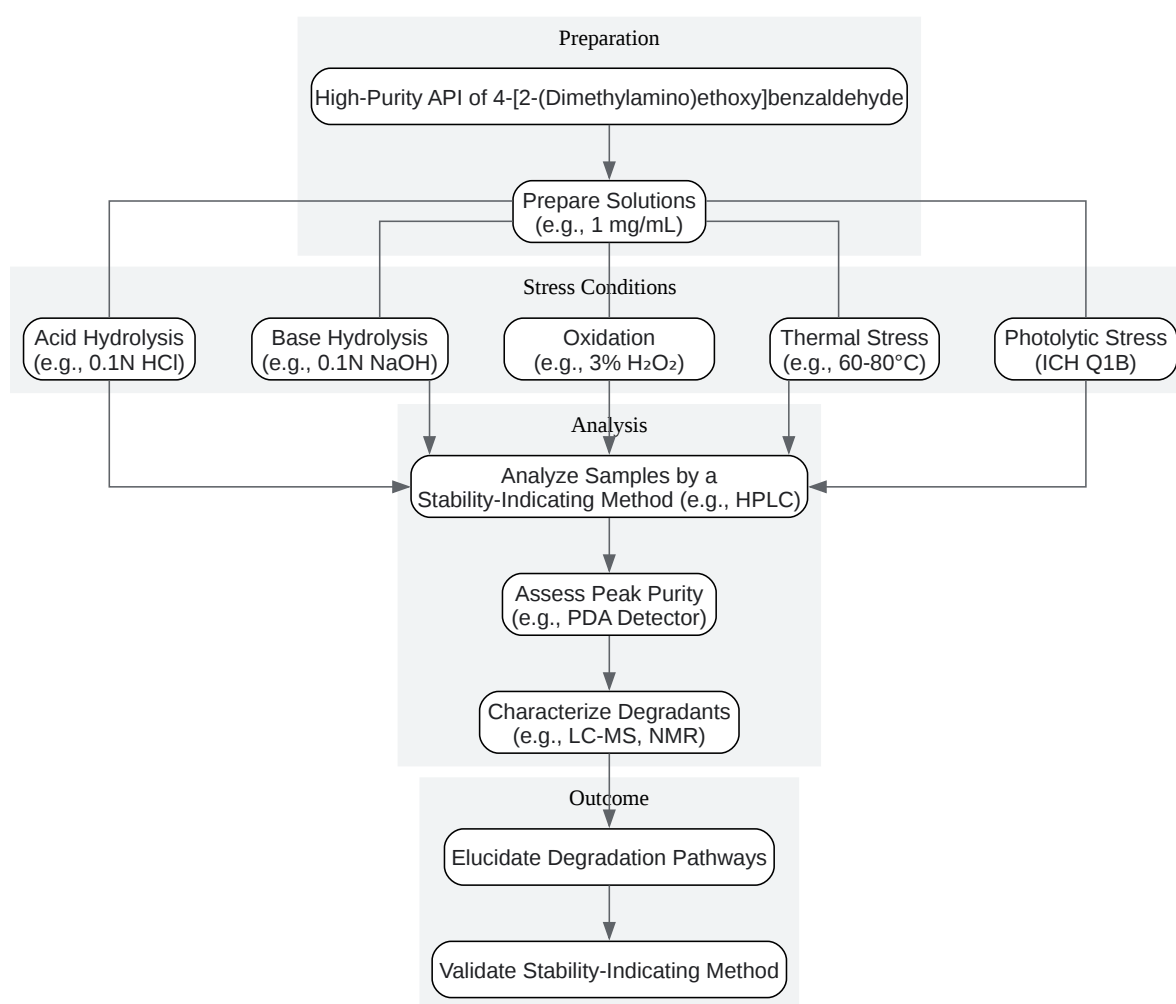 Preparation
High-Purity API of 4-[2-(Dimethylamino)ethoxy]benzaldehyde
Prepare Solutions
(e.g., 1 mg/mL)
Stress Conditions
Acid Hydrolysis
(e.g., 0.1N HCl)
Base Hydrolysis
(e.g., 0.1N NaOH)
Oxidation
(e.g., 3% H₂O₂)
Thermal Stress
(e.g., 60-80°C)
Photolytic Stress
(ICH Q1B)
Analysis
Analyze Samples by a
Stability-Indicating Method (e.g., HPLC)
Assess Peak Purity
(e.g., PDA Detector)
Characterize Degradants
(e.g., LC-MS, NMR)
Outcome
Elucidate Degradation Pathways
Validate Stability-Indicating Method